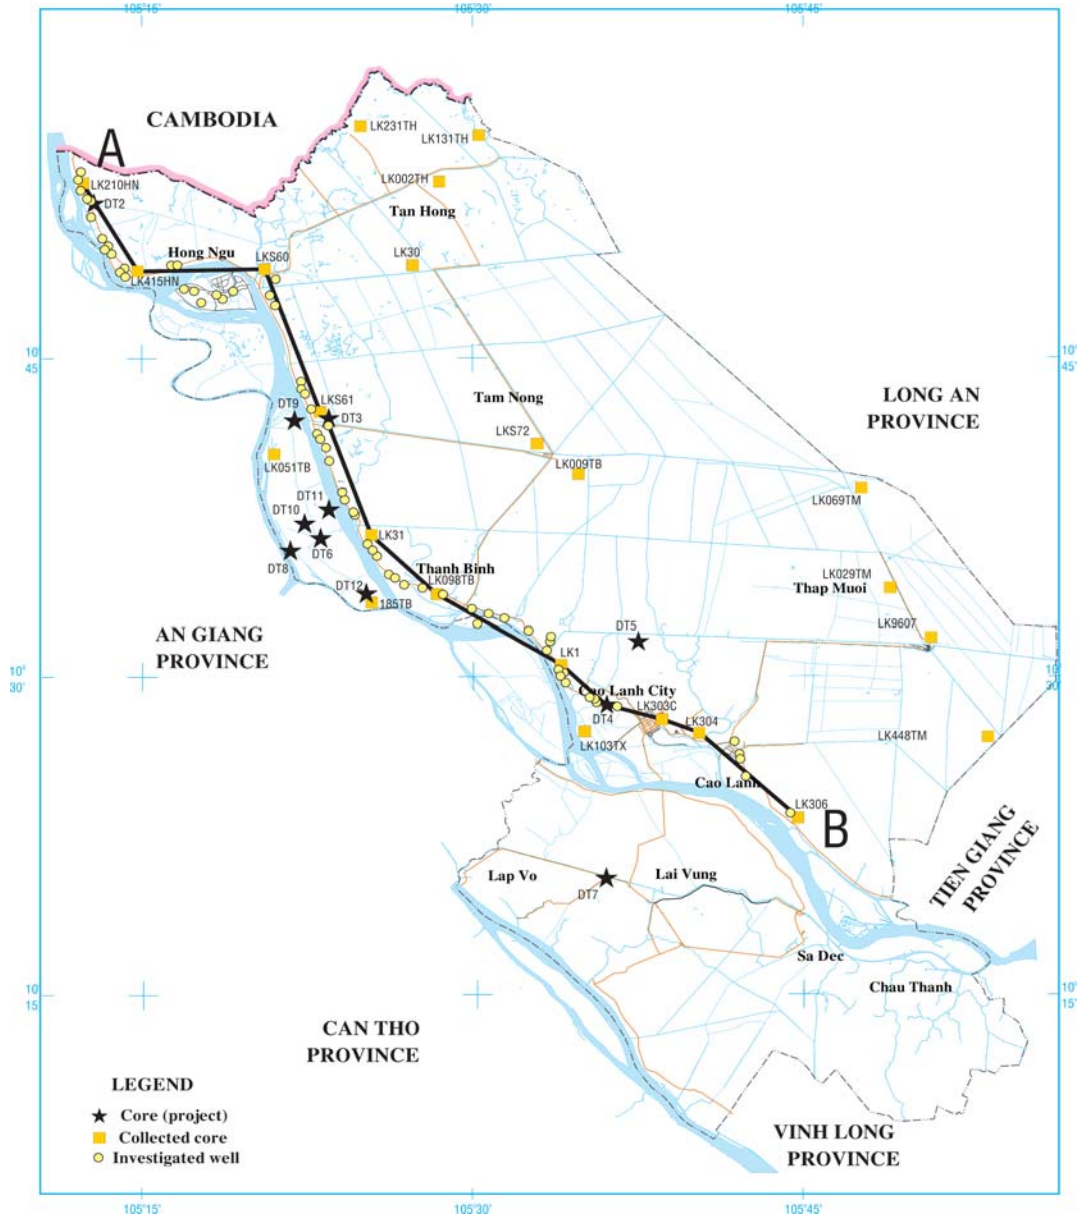 105°15'
105°30'
105°45'
CAMBODIA
A
LK231TH
LK131TH
LK002TH
LK210HN
DT2
Tan Hong
Hong Ngu
LKS60
LK30
LK415HN
10°
45'
10°
45'
LONG AN
PROVINCE
Tam Nong
DT9
LKS61
DT3
LKS72
LK051TB
LK009TB
LK069TM
DT11
DT10
LK31
DT6
DT8
Thanh Binh
LK098TB
LK029TM
Thap Muoi
DT12
185TB
LK9607
AN GIANG
PROVINCE
DT5
LK1
10°
30'
10°
30'
Cao Lanh City
LK303C
DT4
LK304
LK103TX
LK448TM
Cao Lanh
LK306
B
TIEN GIANG
PROVINCE
Lap Vo
Lai Vung
DT7
Sa Dec
Chau Thanh
10°
15'
10°
15'
CAN THO
PROVINCE
LEGEND
Core (project)
Collected core
Investigated well
VINH LONG
PROVINCE
105°15'
105°30'
105°45'